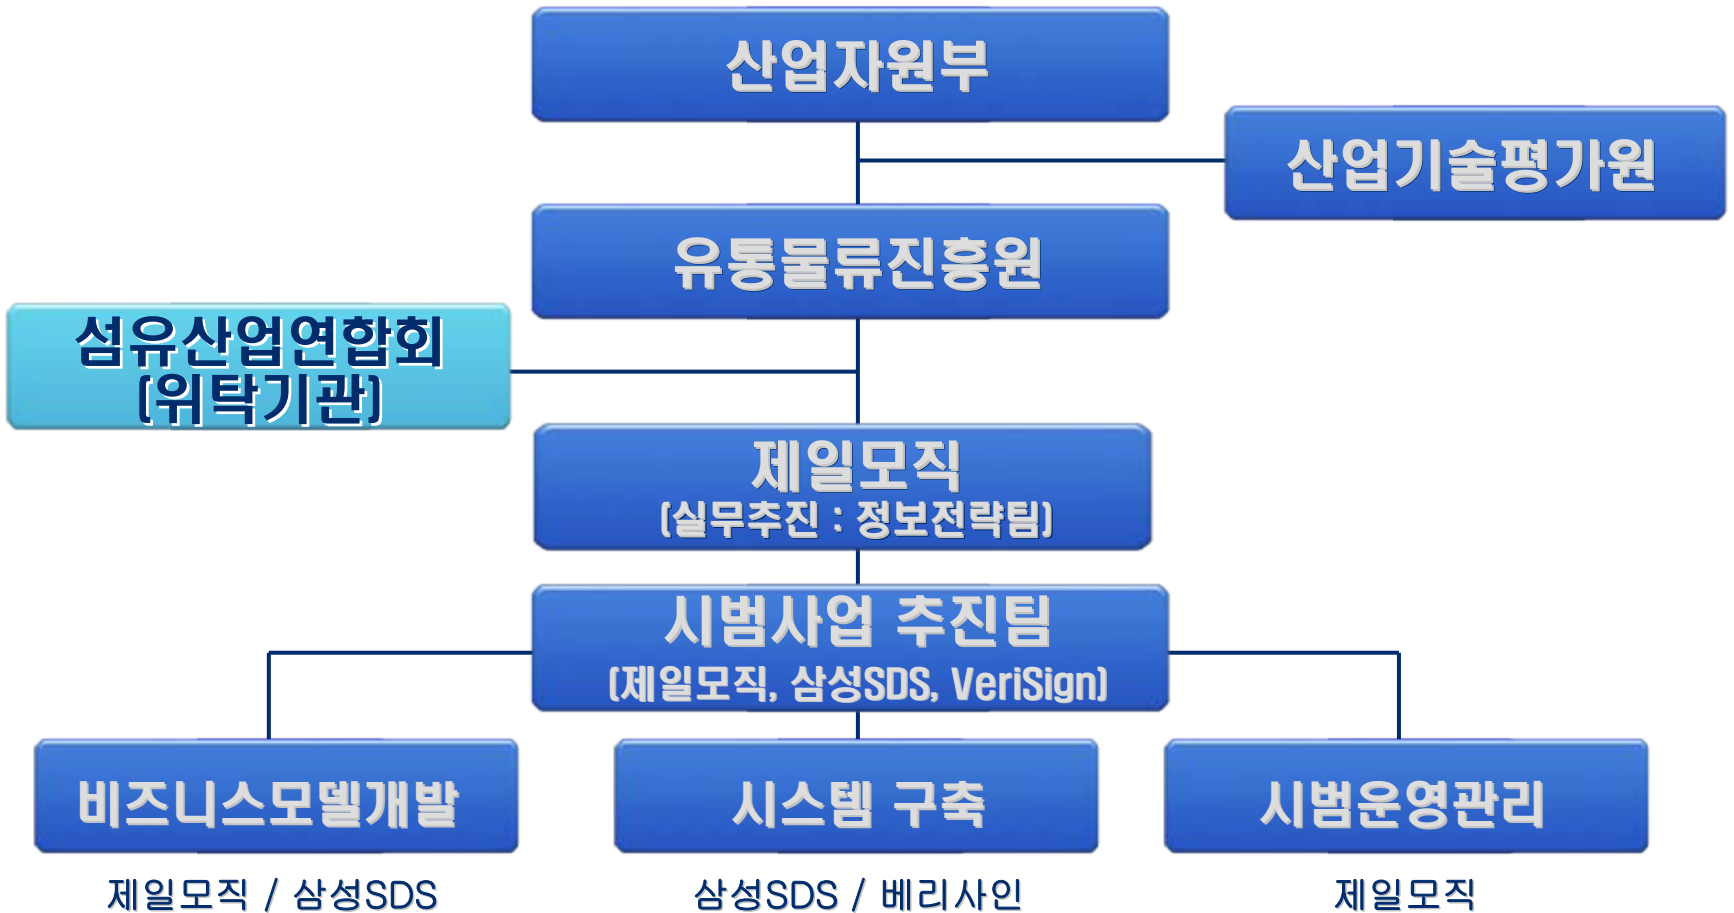 산업자원부
산업기술평가원
유통물류진흥원
섬유산업연합회
(위탁기관)
제일모직
(실무추진 : 정보전략팀)
시범사업 추진팀
(제일모직, 삼성SDS, VeriSign)
비즈니스모델개발
시스템 구축
시범운영관리
제일모직 / 삼성SDS
삼성SDS / 베리사인
제일모직